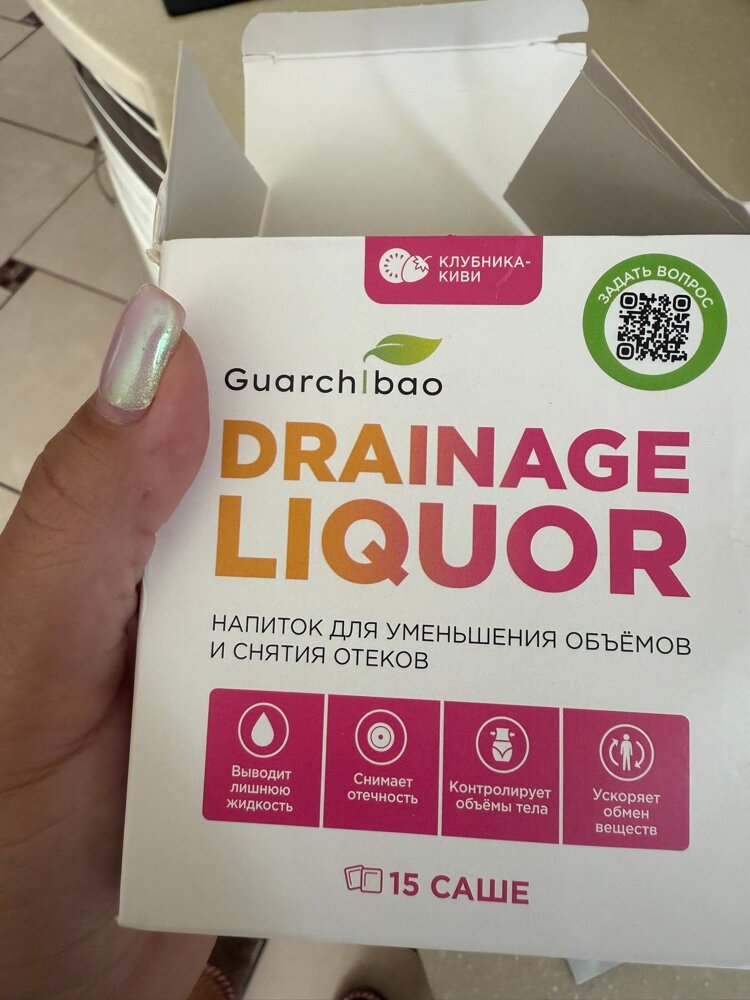 КЛУБНИКА-
КИВИ
ЗАДАТЬ ВОПРОС
Guarchibao
DRAINAGE
LIQUOR
НАПИТОК ДЛЯ УМЕНЬШЕНИЯ ОБЪЁМОВ
И СНЯТИЯ ОТЕКОВ
Выводит
лишнюю
жидкость
Снимает
отечность
Контролирует
объёмы тела
Ускоряет
обмен
веществ
15 САШЕ